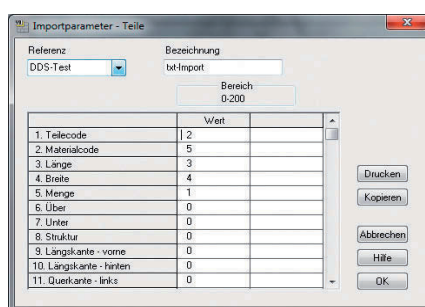 Importparameter - Teile
Referenz Bezeichnung
DDS-Test txt-Import
Bereich
0-200
Wert
1. Teilecode 2
2. Materialcode 5
3. Länge 3
4. Breite 4
5. Menge 1
6. Über 0
7. Unter 0
8. Struktur 0
9. Längskante - vorne 0
10. Längskante - hinten 0
11. Querkante - links 0
Drucken
Kopieren
Abbrechen
Hilfe
OK